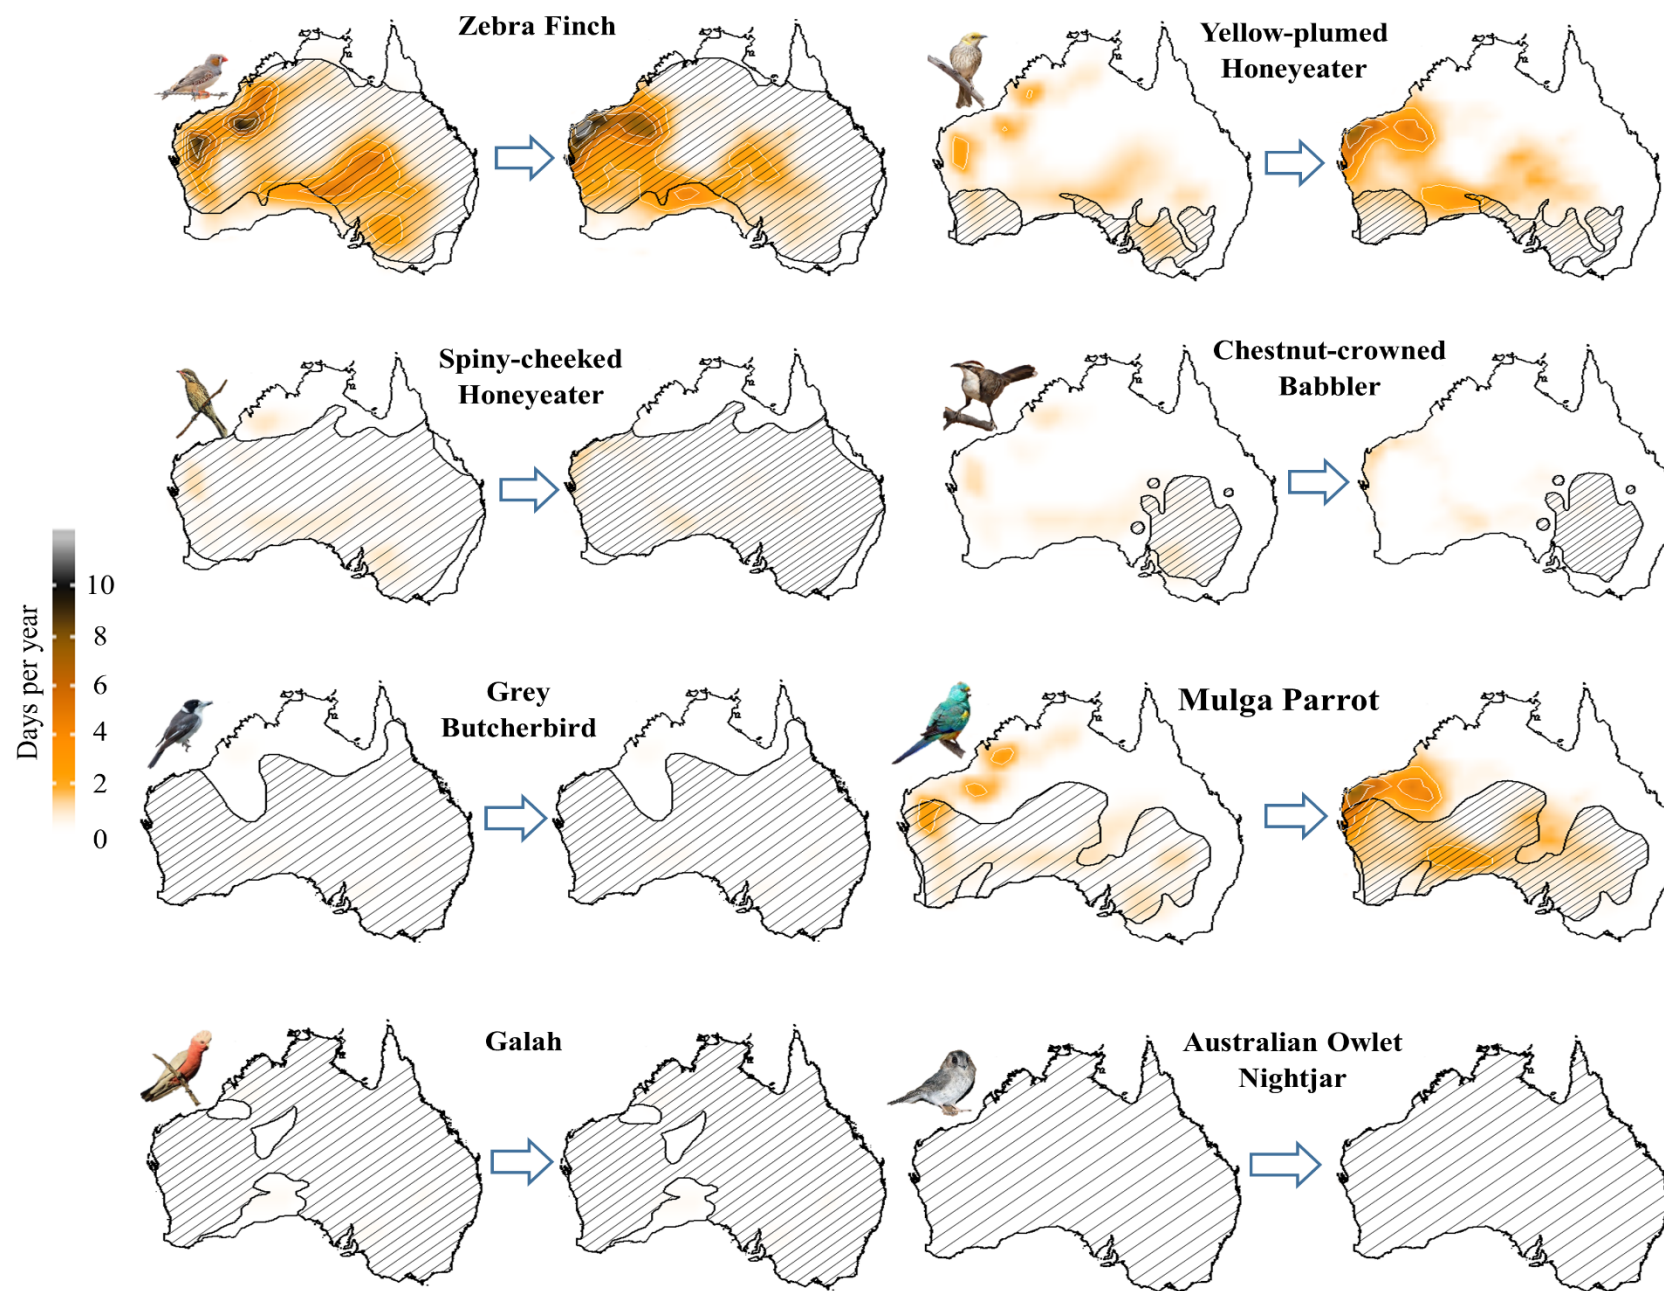 Zebra Finch
Yellow-plumed
Honeyeater
Spiny-cheeked
Honeyeater
Chestnut-crowned
Babbler
Days per year
10
8
6
4
2
0
Grey
Butcherbird
Mulga Parrot
Galah
Australian Owlet
Nightjar